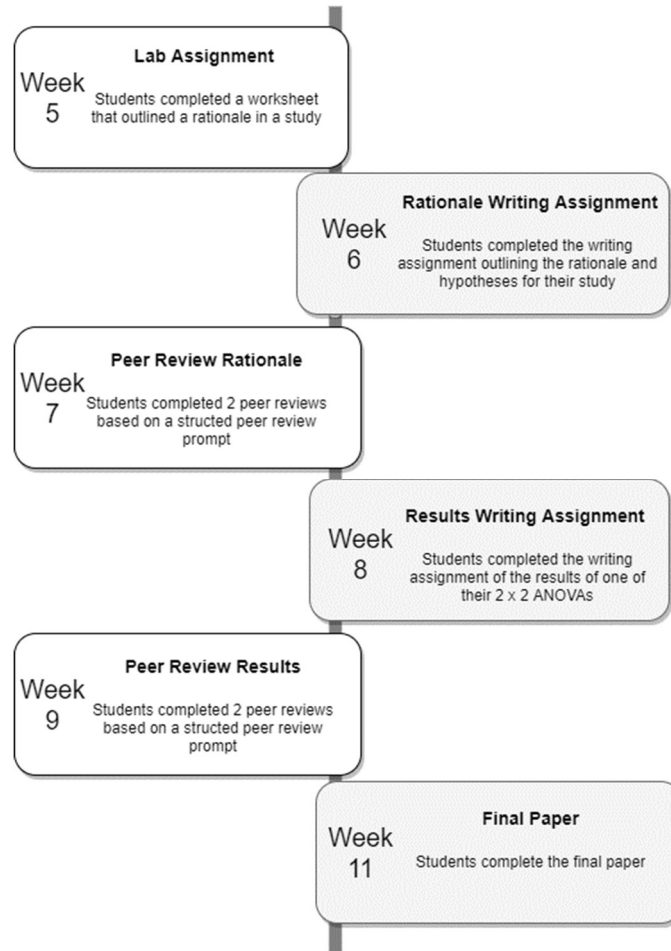 Lab Assignment
Week
5
Students completed a worksheet
that outlined a rationale in a study
Rationale Writing Assignment
Week
6
Students completed the writing
assignment outlining the rationale and
hypotheses for their study
Peer Review Rationale
Week
7
Students completed 2 peer reviews
based on a structed peer review
prompt
Results Writing Assignment
Week
8
Students completed the writing
assignment of the results of one of
their 2 x 2 ANOVAs
Peer Review Results
Week
9
Students completed 2 peer reviews
based on a structed peer review
prompt
Final Paper
Week
11
Students complete the final paper